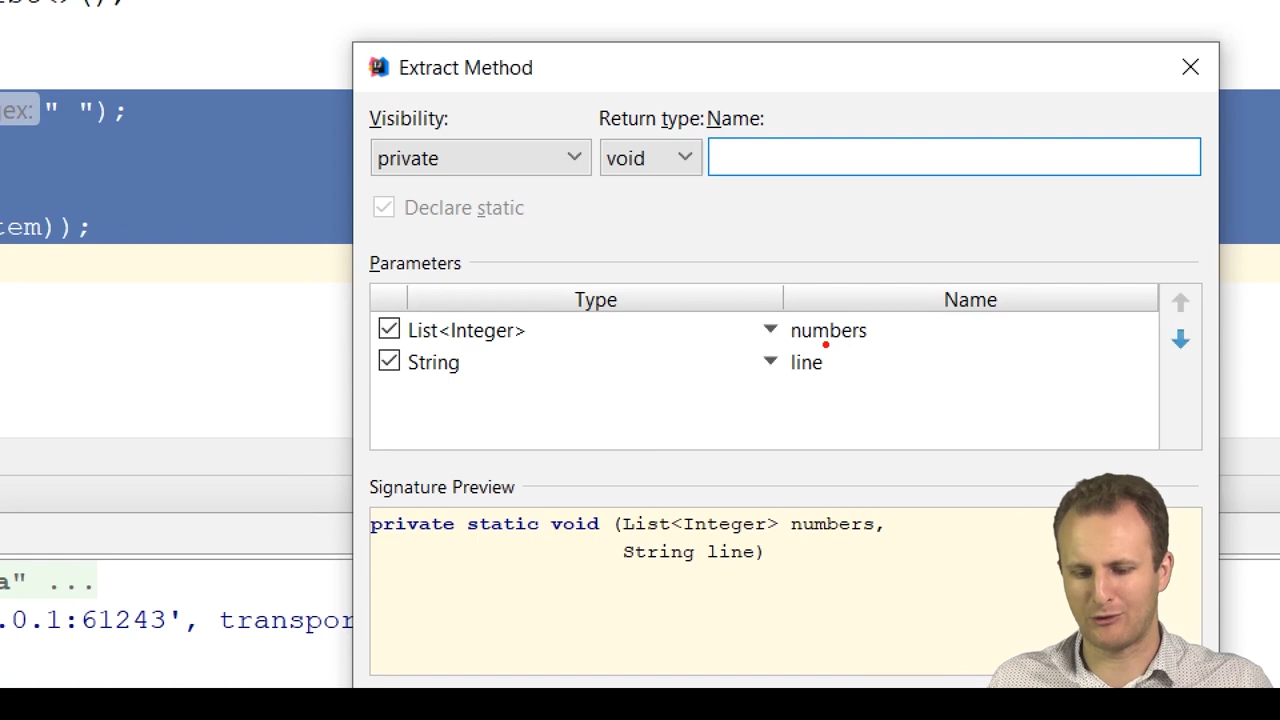 Extract Method
Visibility:
Return type:
Name:
private
void
Declare static
Parameters
Type
Name
List<Integer>
numbers
String
line
Signature Preview
private static void (List<Integer> numbers,
String line)
gex:
" ");
tem));
a" ...
.0.1:61243', transpor